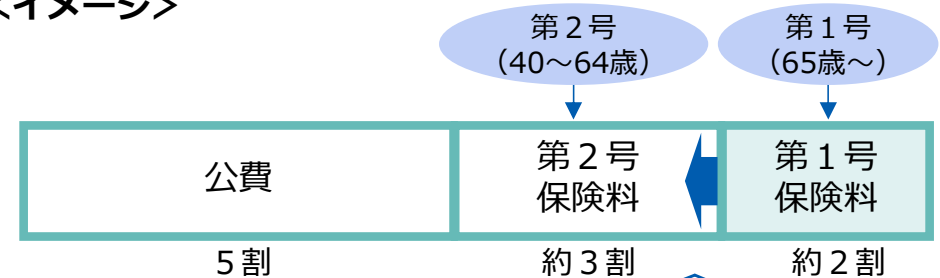 <イメージ>
第２号
（40～64歳）
第１号
（65歳～）
公費
第２号
保険料
第１号
保険料
５割
約３割
約２割